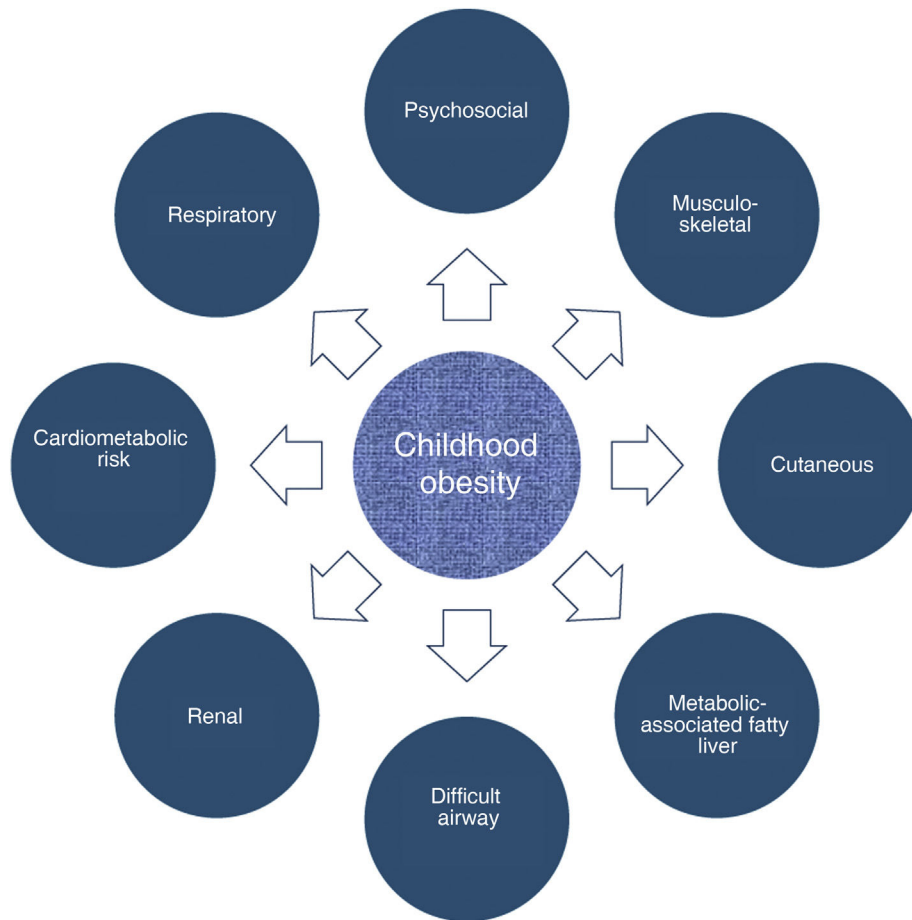 Psychosocial
Respiratory
Musculo-
skeletal
Cardiometabolic
risk
Childhood
obesity
Cutaneous
Renal
Metabolic-
associated fatty
liver
Difficult
airway